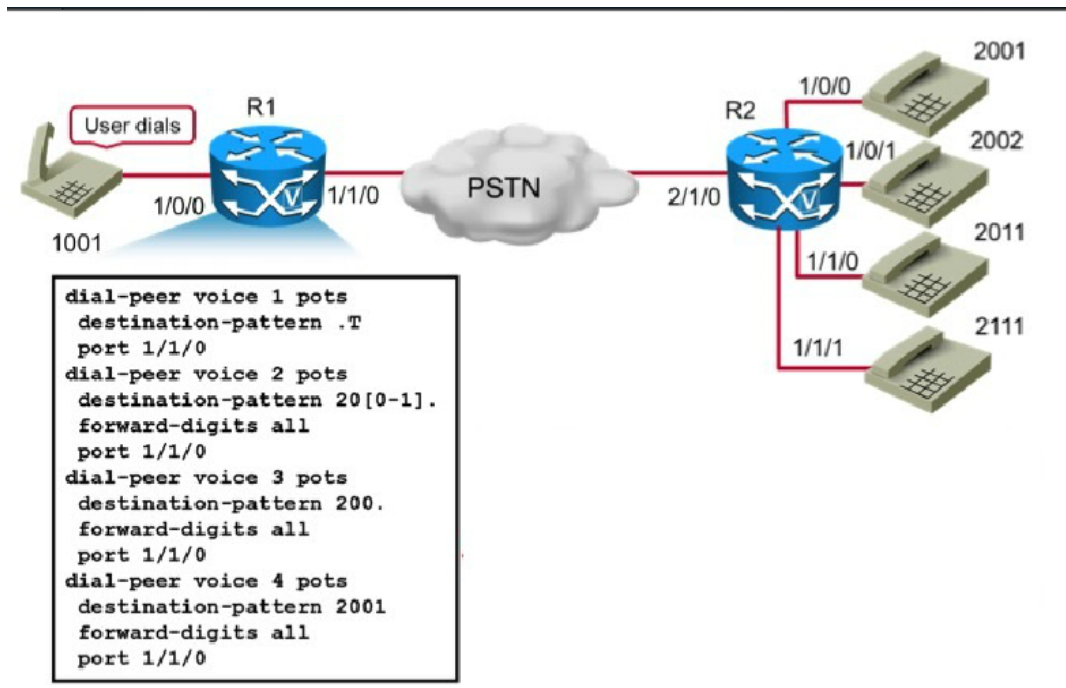 User dials
R1
1/0/0
1/1/0
1001
PSTN
R2
2/1/0
1/0/0
2001
1/0/1
2002
1/1/0
2011
1/1/1
2111
dial-peer voice 1 pots
destination-pattern .T
port 1/1/0
dial-peer voice 2 pots
destination-pattern 20[0-1].
forward-digits all
port 1/1/0
dial-peer voice 3 pots
destination-pattern 200.
forward-digits all
port 1/1/0
dial-peer voice 4 pots
destination-pattern 2001
forward-digits all
port 1/1/0
V
V